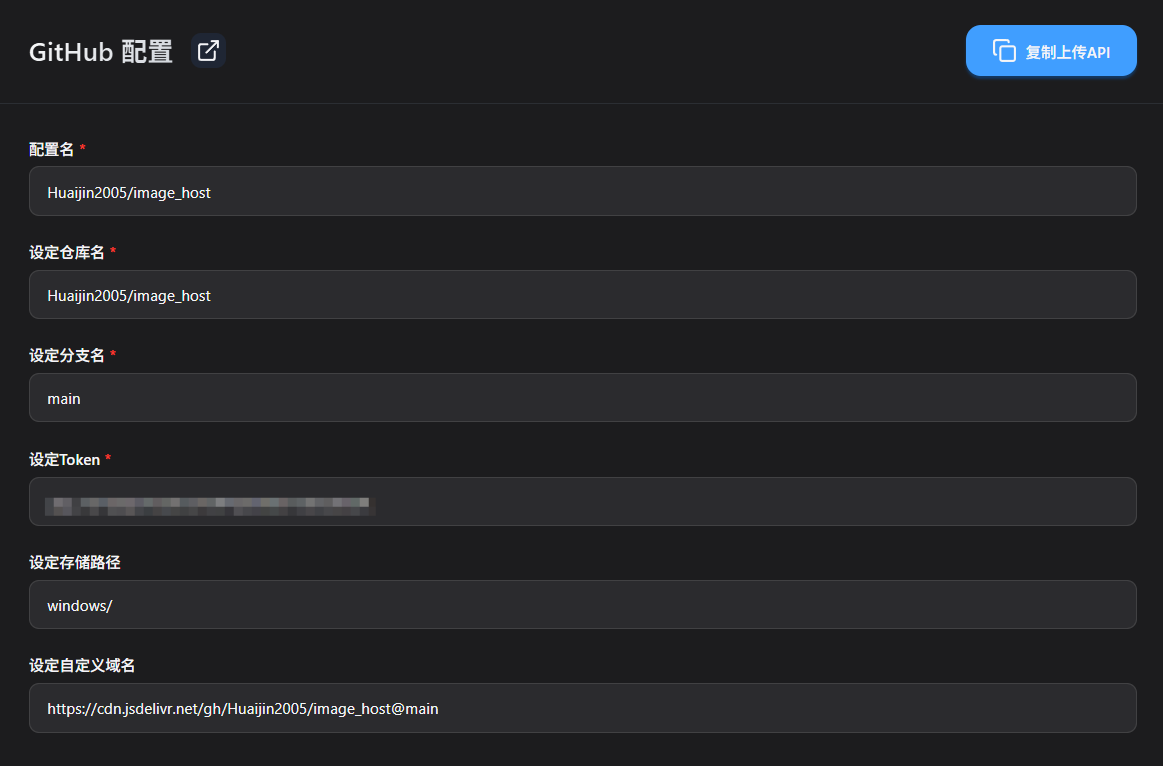 GitHub 配置
复制上传API
配置名 *
Huaijin2005/image_host
设定仓库名 *
Huaijin2005/image_host
设定分支名 *
main
设定Token *
设定存储路径
windows/
设定自定义域名
https://cdn.jsdelivr.net/gh/Huaijin2005/image_host@main